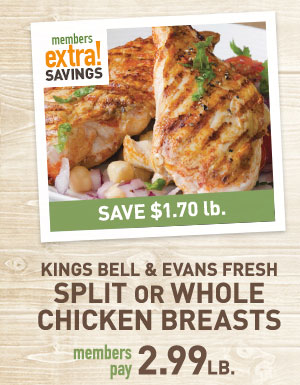 members
extra!
SAVINGS
SAVE $1.70 lb.
KINGS BELL & EVANS FRESH
SPLIT OR WHOLE
CHICKEN BREASTS
members
pay 2.99LB.